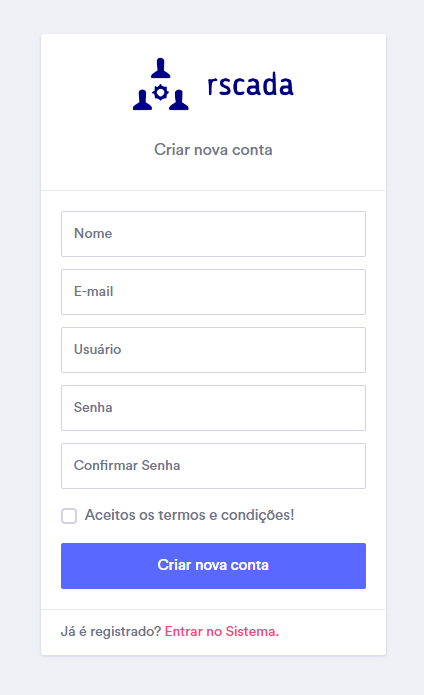 rscada
Criar nova conta
Nome
E-mail
Usuário
Senha
Confirmar Senha
Aceitos os termos e condições!
Criar nova conta
Já é registrado? Entrar no Sistema.